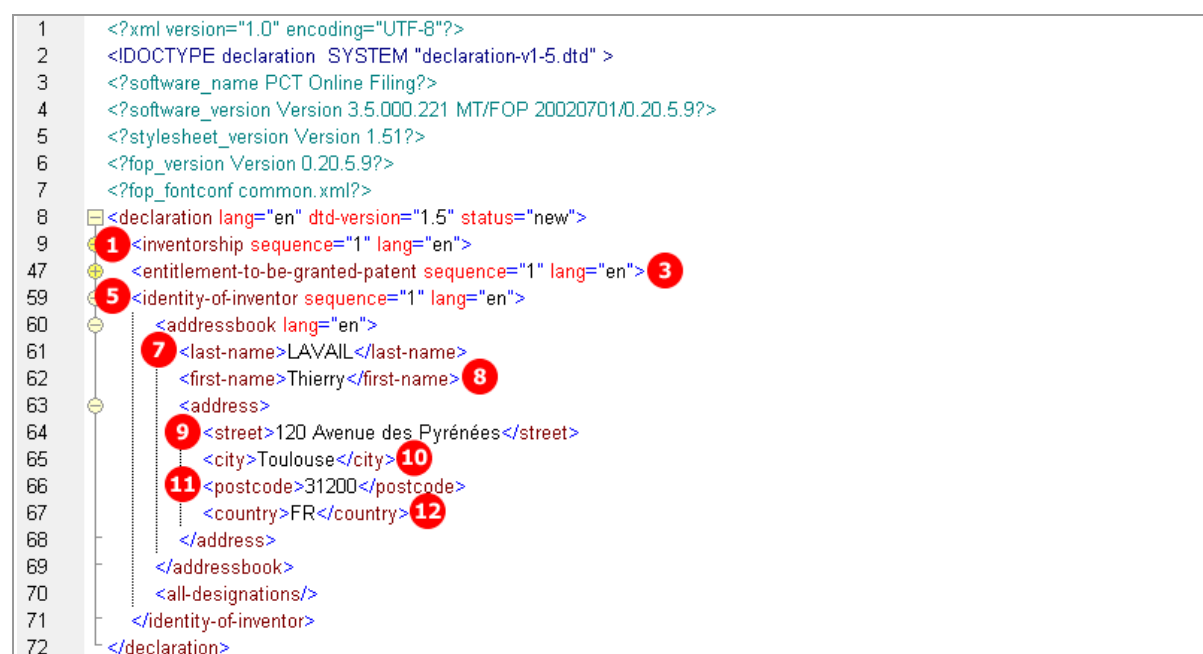 1 <?xml version="1.0" encoding="UTF-8"?>
2 <!DOCTYPE declaration  SYSTEM "declaration-v1-5.dtd" >
3 <?software_name PCT Online Filing?>
4 <?software_version Version 3.5.000.221 MT/FOP 20020701/0.20.5.9?>
5 <?stylesheet_version Version 1.51?>
6 <?fop_version Version 0.20.5.9?>
7 <?fop_fontconf common.xml?>
8 <declaration lang="en" dtd-version="1.5" status="new">
9 1 <inventorship sequence="1" lang="en">
47 <entitlement-to-be-granted-patent sequence="1" lang="en"> 3
59 5 <identity-of-inventor sequence="1" lang="en">
60 <addressbook lang="en">
61 7 <last-name>LAVAIL</last-name>
62 <first-name>Thierry</first-name> 8
63 <address>
64 9 <street>120 Avenue des Pyrénées</street>
65 <city>Toulouse</city> 10
66 11 <postcode>31200</postcode>
67 <country>FR</country> 12
68 </address>
69 </addressbook>
70 <all-designations/>
71 </identity-of-inventor>
72 </declaration>